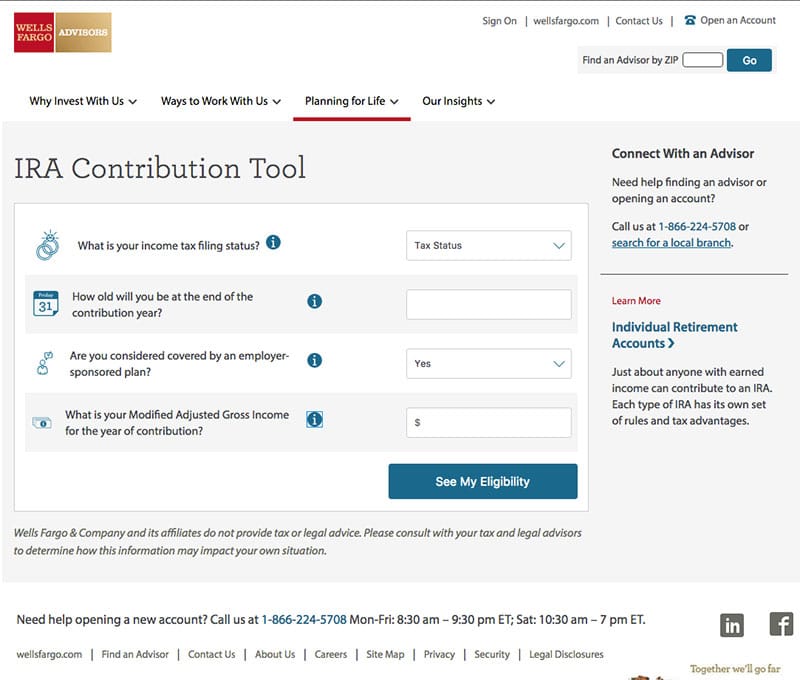 WELLS
FARGO
ADVISORS
Sign On | wellsfargo.com | Contact Us | Open an Account
Find an Advisor by ZIP
Go
Why Invest With Us
Ways to Work With Us
Planning for Life
Our Insights
IRA Contribution Tool
What is your income tax filing status?
i
Tax Status
Friday
31
How old will you be at the end of the
contribution year?
i
Are you considered covered by an employer-
sponsored plan?
i
Yes
What is your Modified Adjusted Gross Income
for the year of contribution?
i
$
See My Eligibility
Wells Fargo & Company and its affiliates do not provide tax or legal advice. Please consult with your tax and legal advisors
to determine how this information may impact your own situation.
Connect With an Advisor
Need help finding an advisor or
opening an account?
Call us at 1-866-224-5708 or
search for a local branch.
Learn More
Individual Retirement
Accounts
Just about anyone with earned
income can contribute to an IRA.
Each type of IRA has its own set
of rules and tax advantages.
Need help opening a new account? Call us at 1-866-224-5708 Mon-Fri: 8:30 am – 9:30 pm ET; Sat: 10:30 am – 7 pm ET.
in
f
wellsfargo.com | Find an Advisor | Contact Us | About Us | Careers | Site Map | Privacy | Security | Legal Disclosures
Together we'll go far